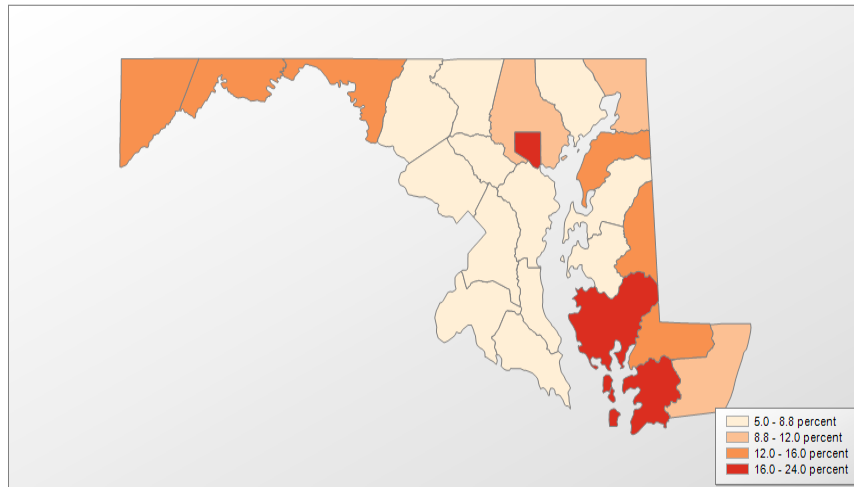 5.0 - 8.8 percent
8.8 - 12.0 percent
12.0 - 16.0 percent
16.0 - 24.0 percent